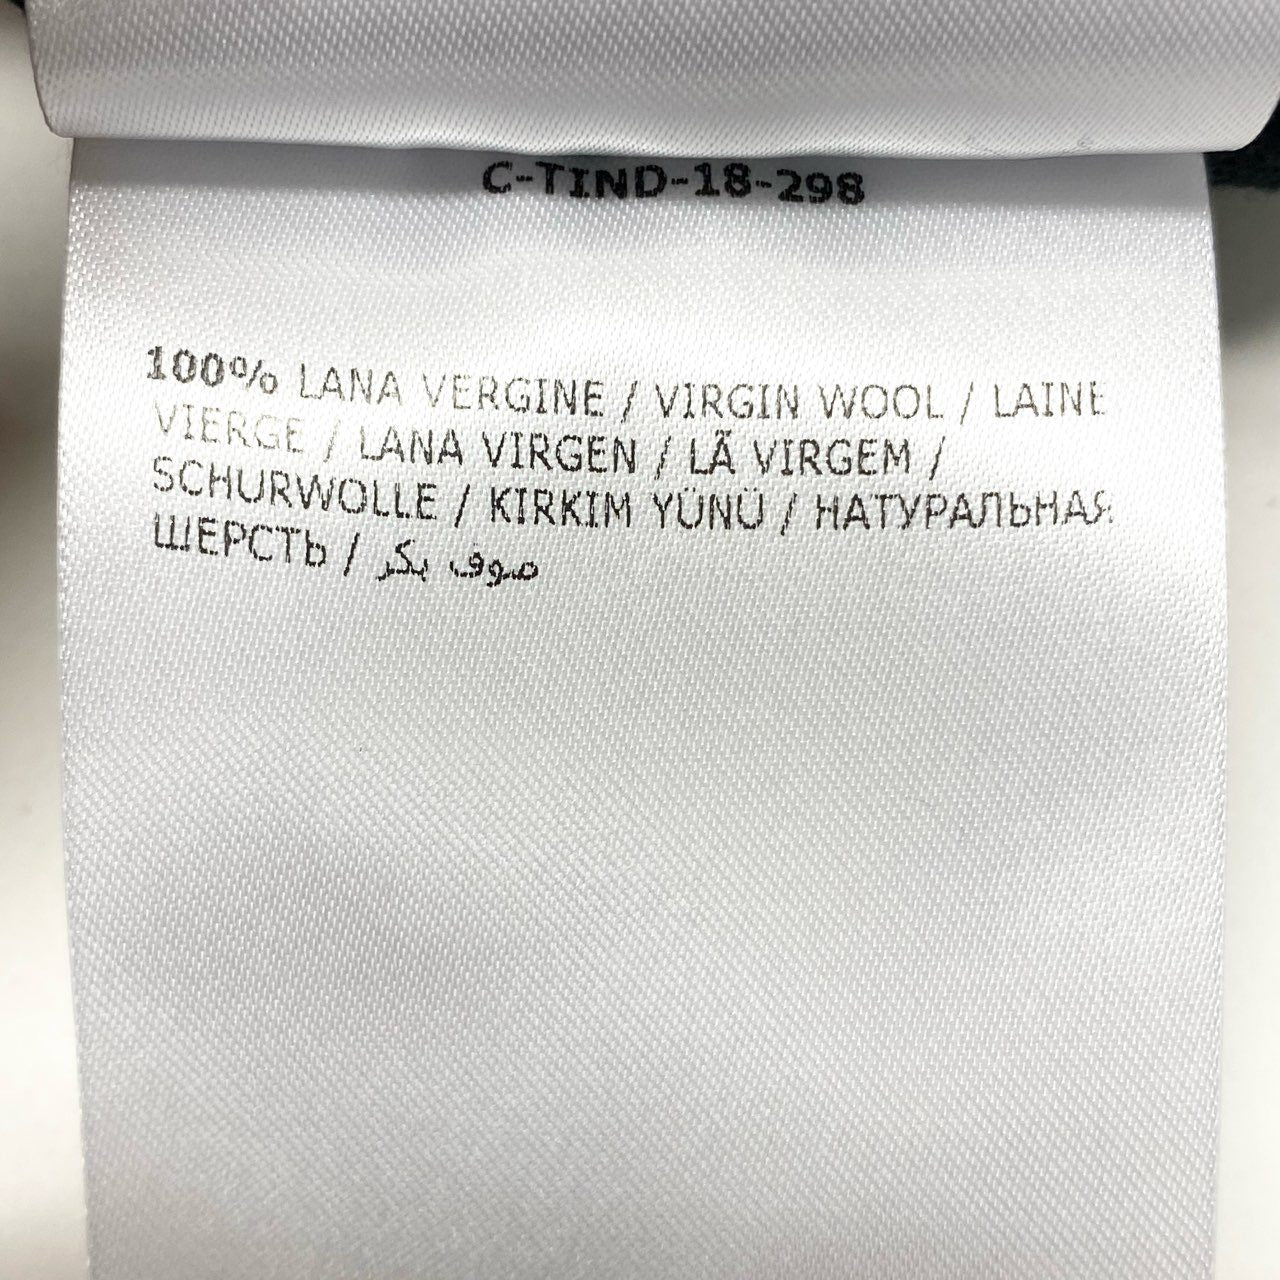 C-TIND-18-298
100% LANA VERGINE / VIRGIN WOOL / LAINE
VIERGE / LANA VIRGEN / LÃ VIRGEM /
SCHURWOLLE / KIRKIM YÜNÜ / НАТУРАЛЬНАЯ
ШЕРСТЬ / صوف بكر